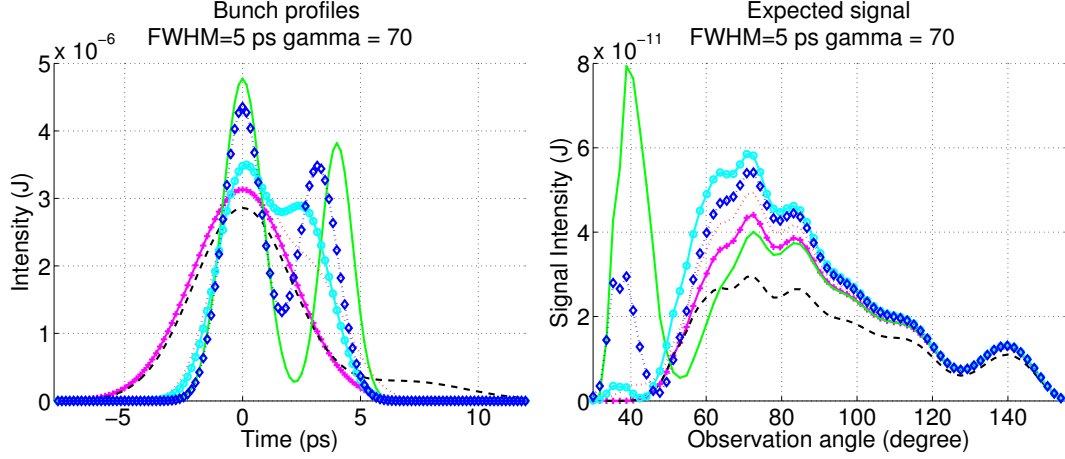 Bunch profiles
FWHM=5 ps gamma = 70
x 10^-6
5
4
3
2
1
0
−5
0
5
10
Time (ps)
Intensity (J)
Expected signal
FWHM=5 ps gamma = 70
x 10^-11
8
6
4
2
0
40
60
80
100
120
140
Observation angle (degree)
Signal Intensity (J)